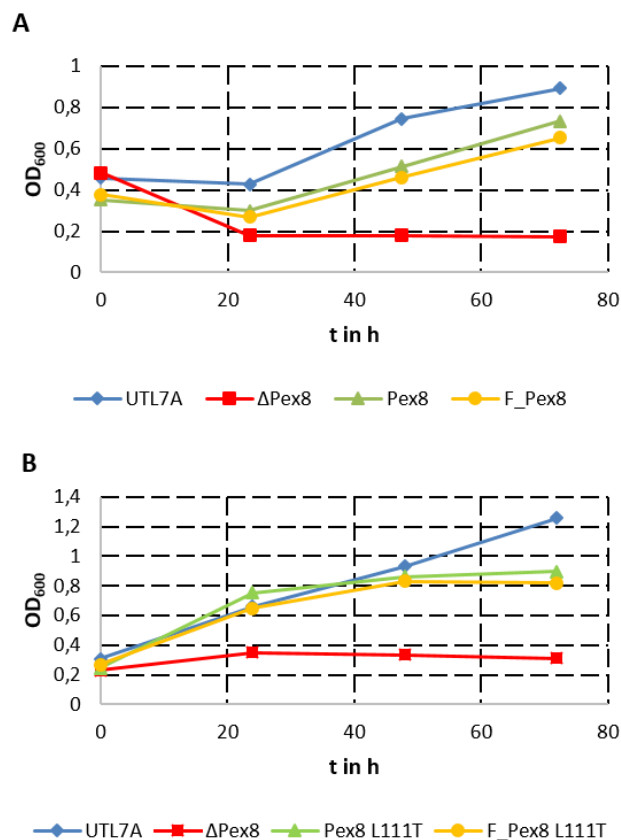 A
1
0,8
0,6
0,4
0,2
0
OD600
0 20 40 60 80
t in h
UTL7A ΔPex8 Pex8 F_Pex8
B
1,4
1,2
1
0,8
0,6
0,4
0,2
0
OD600
0 20 40 60 80
t in h
UTL7A ΔPex8 Pex8 L111T F_Pex8 L111T